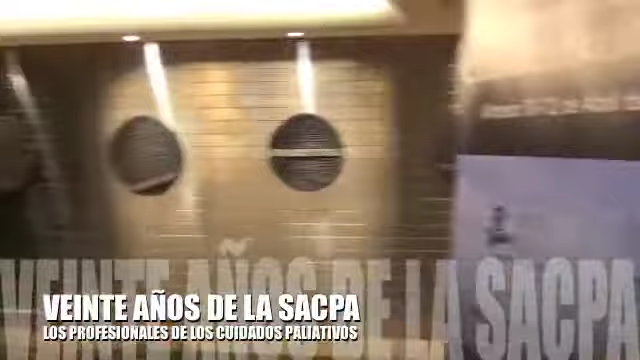 VEINTE AÑOS DE LA SACPA
VEINTE AÑOS DE LA SACPA
LOS PROFESIONALES DE LOS CUIDADOS PALIATIVOS